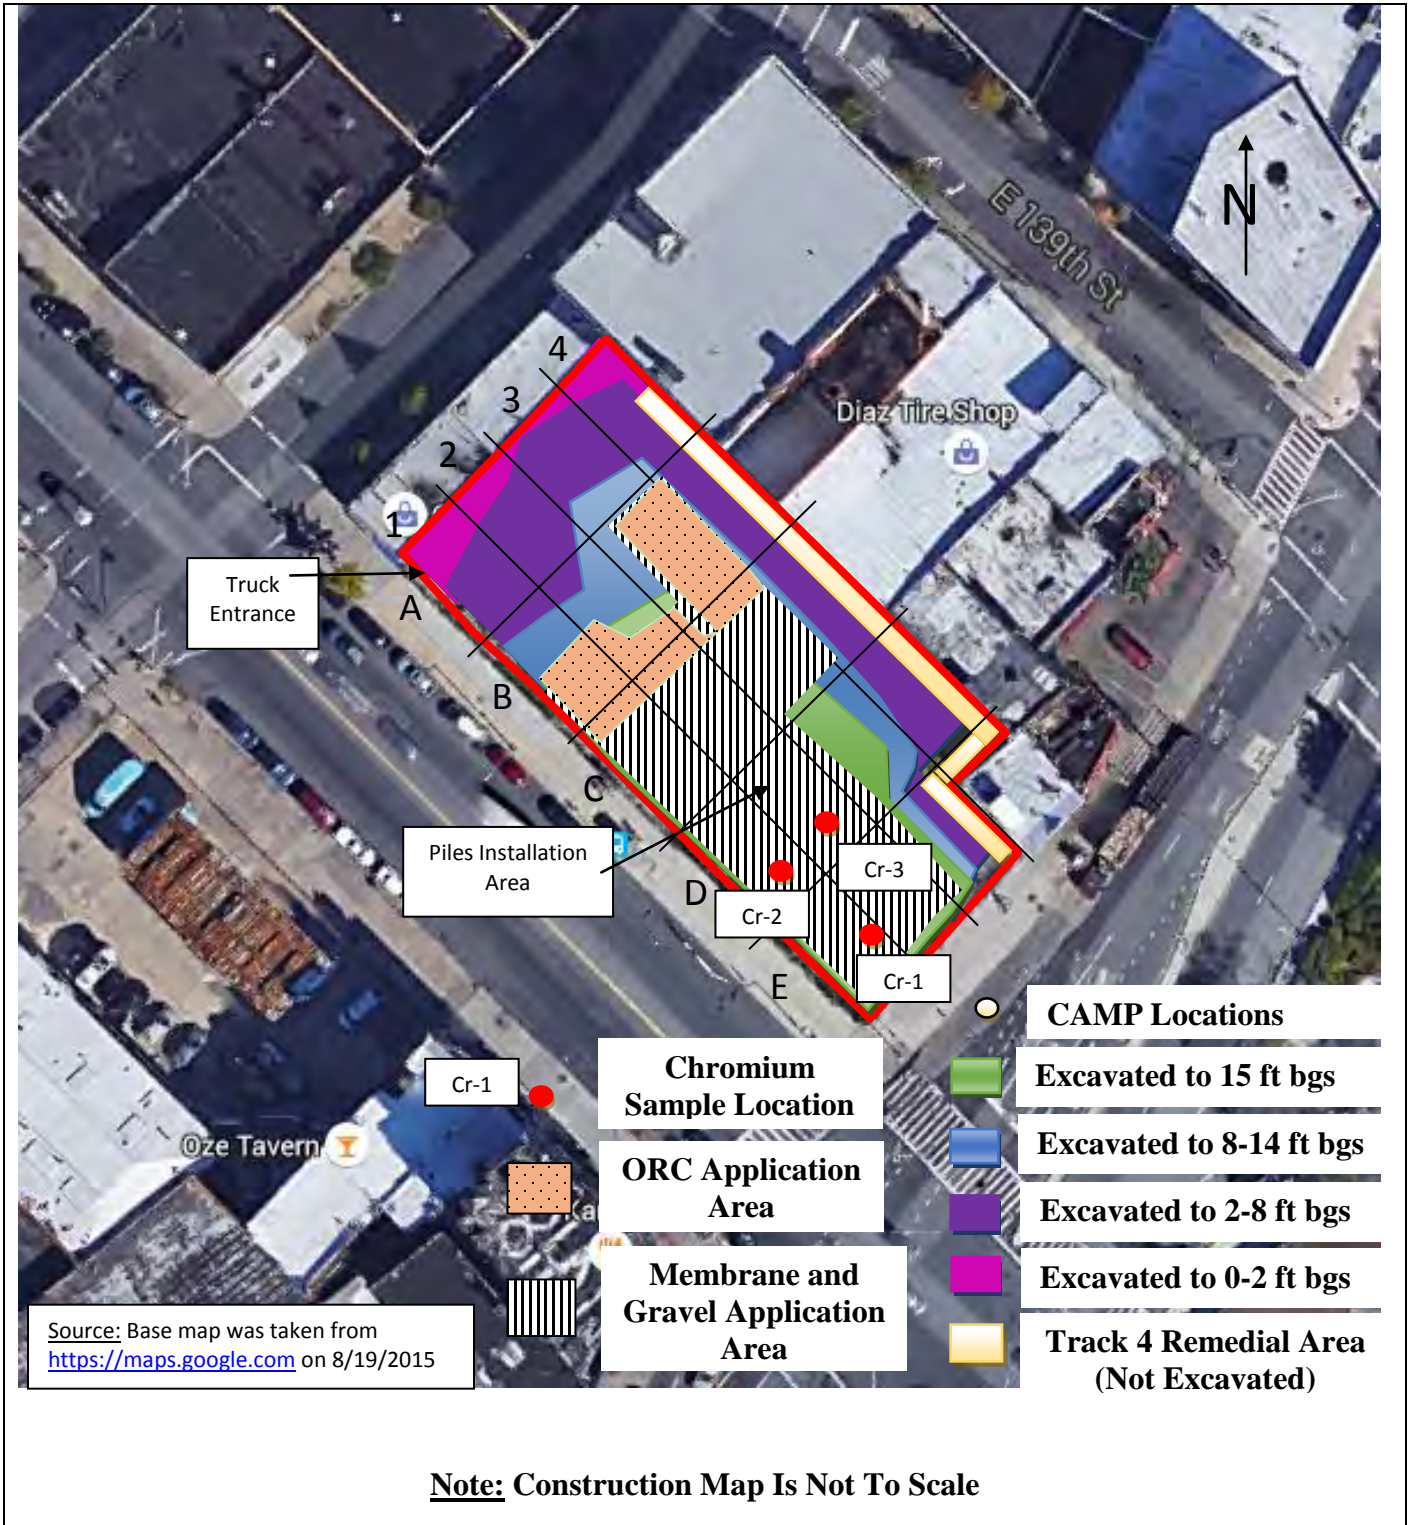 N
E 139th St
4
3
Diaz Tire Shop
2
1
Truck
Entrance
A
B
C
Piles Installation
Area
D
Cr-3
Cr-2
Cr-1
E
CAMP Locations
Cr-1
Chromium
Sample Location
Excavated to 15 ft bgs
Oze Tavern
ORC Application
Area
Excavated to 8-14 ft bgs
Excavated to 2-8 ft bgs
Membrane and
Gravel Application
Area
Excavated to 0-2 ft bgs
Source: Base map was taken from
https://maps.google.com on 8/19/2015
Track 4 Remedial Area
(Not Excavated)
Note: Construction Map Is Not To Scale